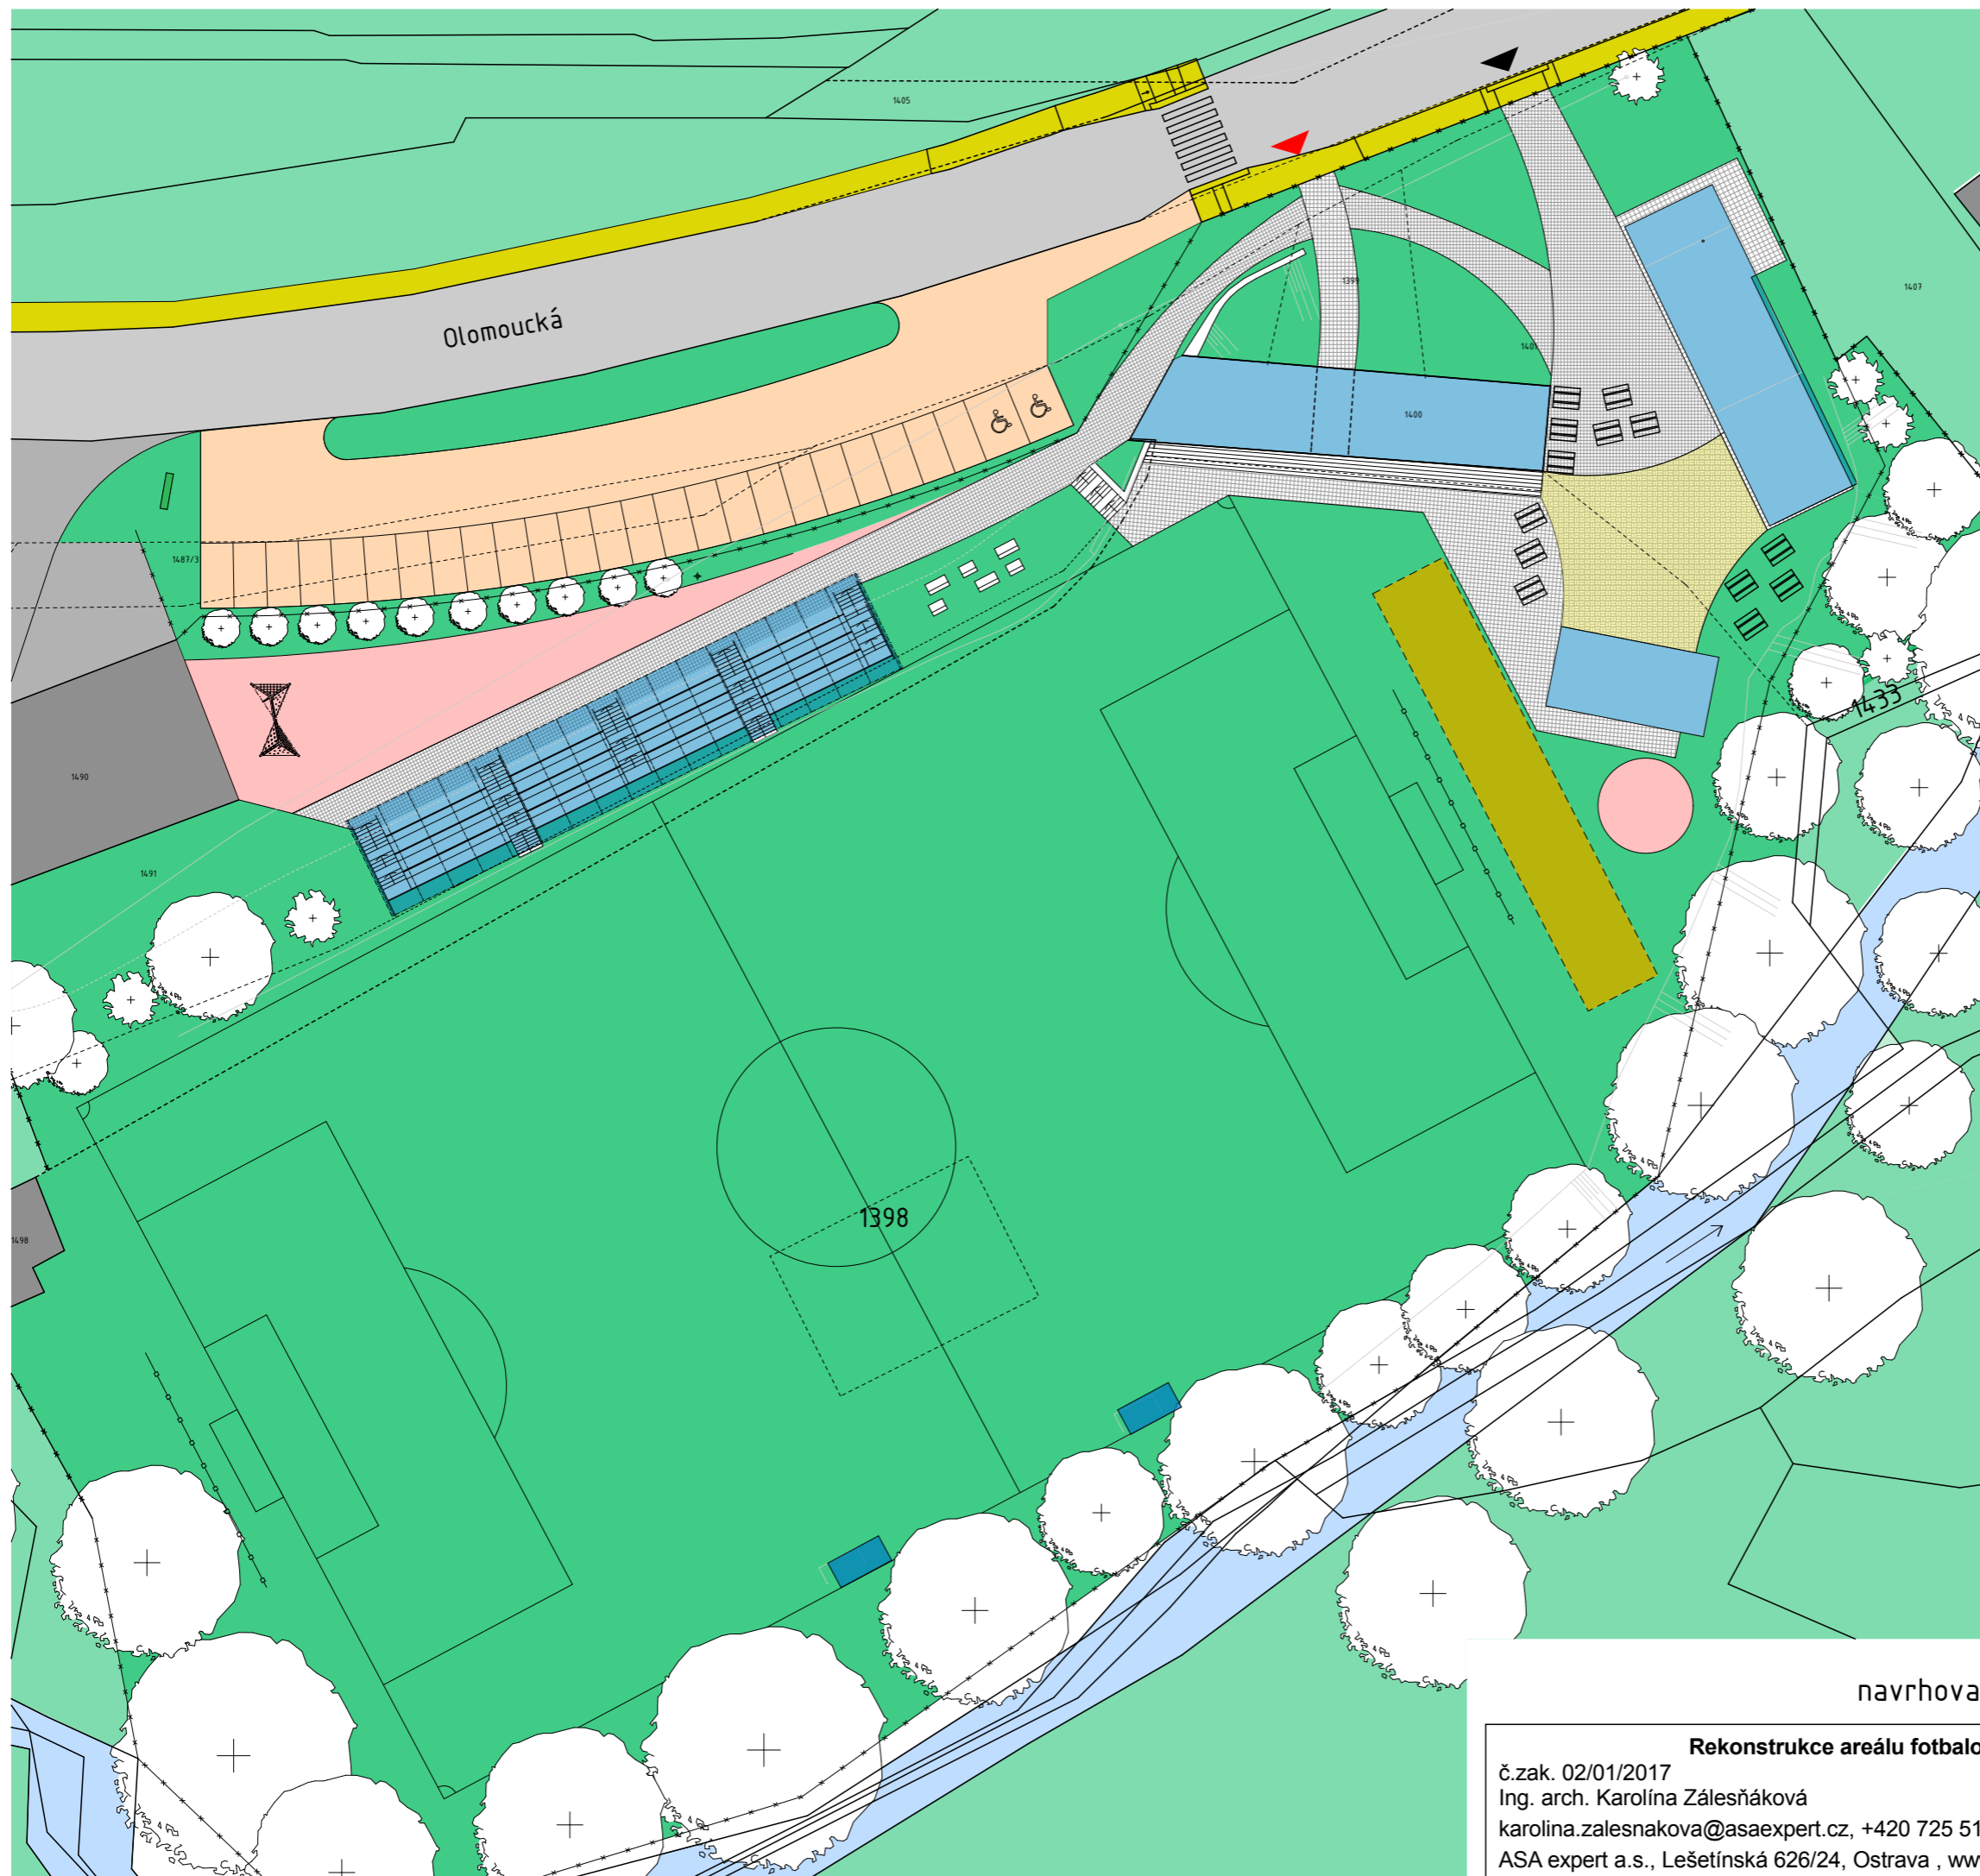 1405
Olomoucká
1399
1407
1401
1400
1487/3
1433
1490
1491
1398
1498
navrhova
Rekonstrukce areálu fotbalo
č.zak. 02/01/2017
Ing. arch. Karolína Zálesňáková
karolina.zalesnakova@asaexpert.cz, +420 725 51
ASA expert a.s., Lešetínská 626/24, Ostrava , www